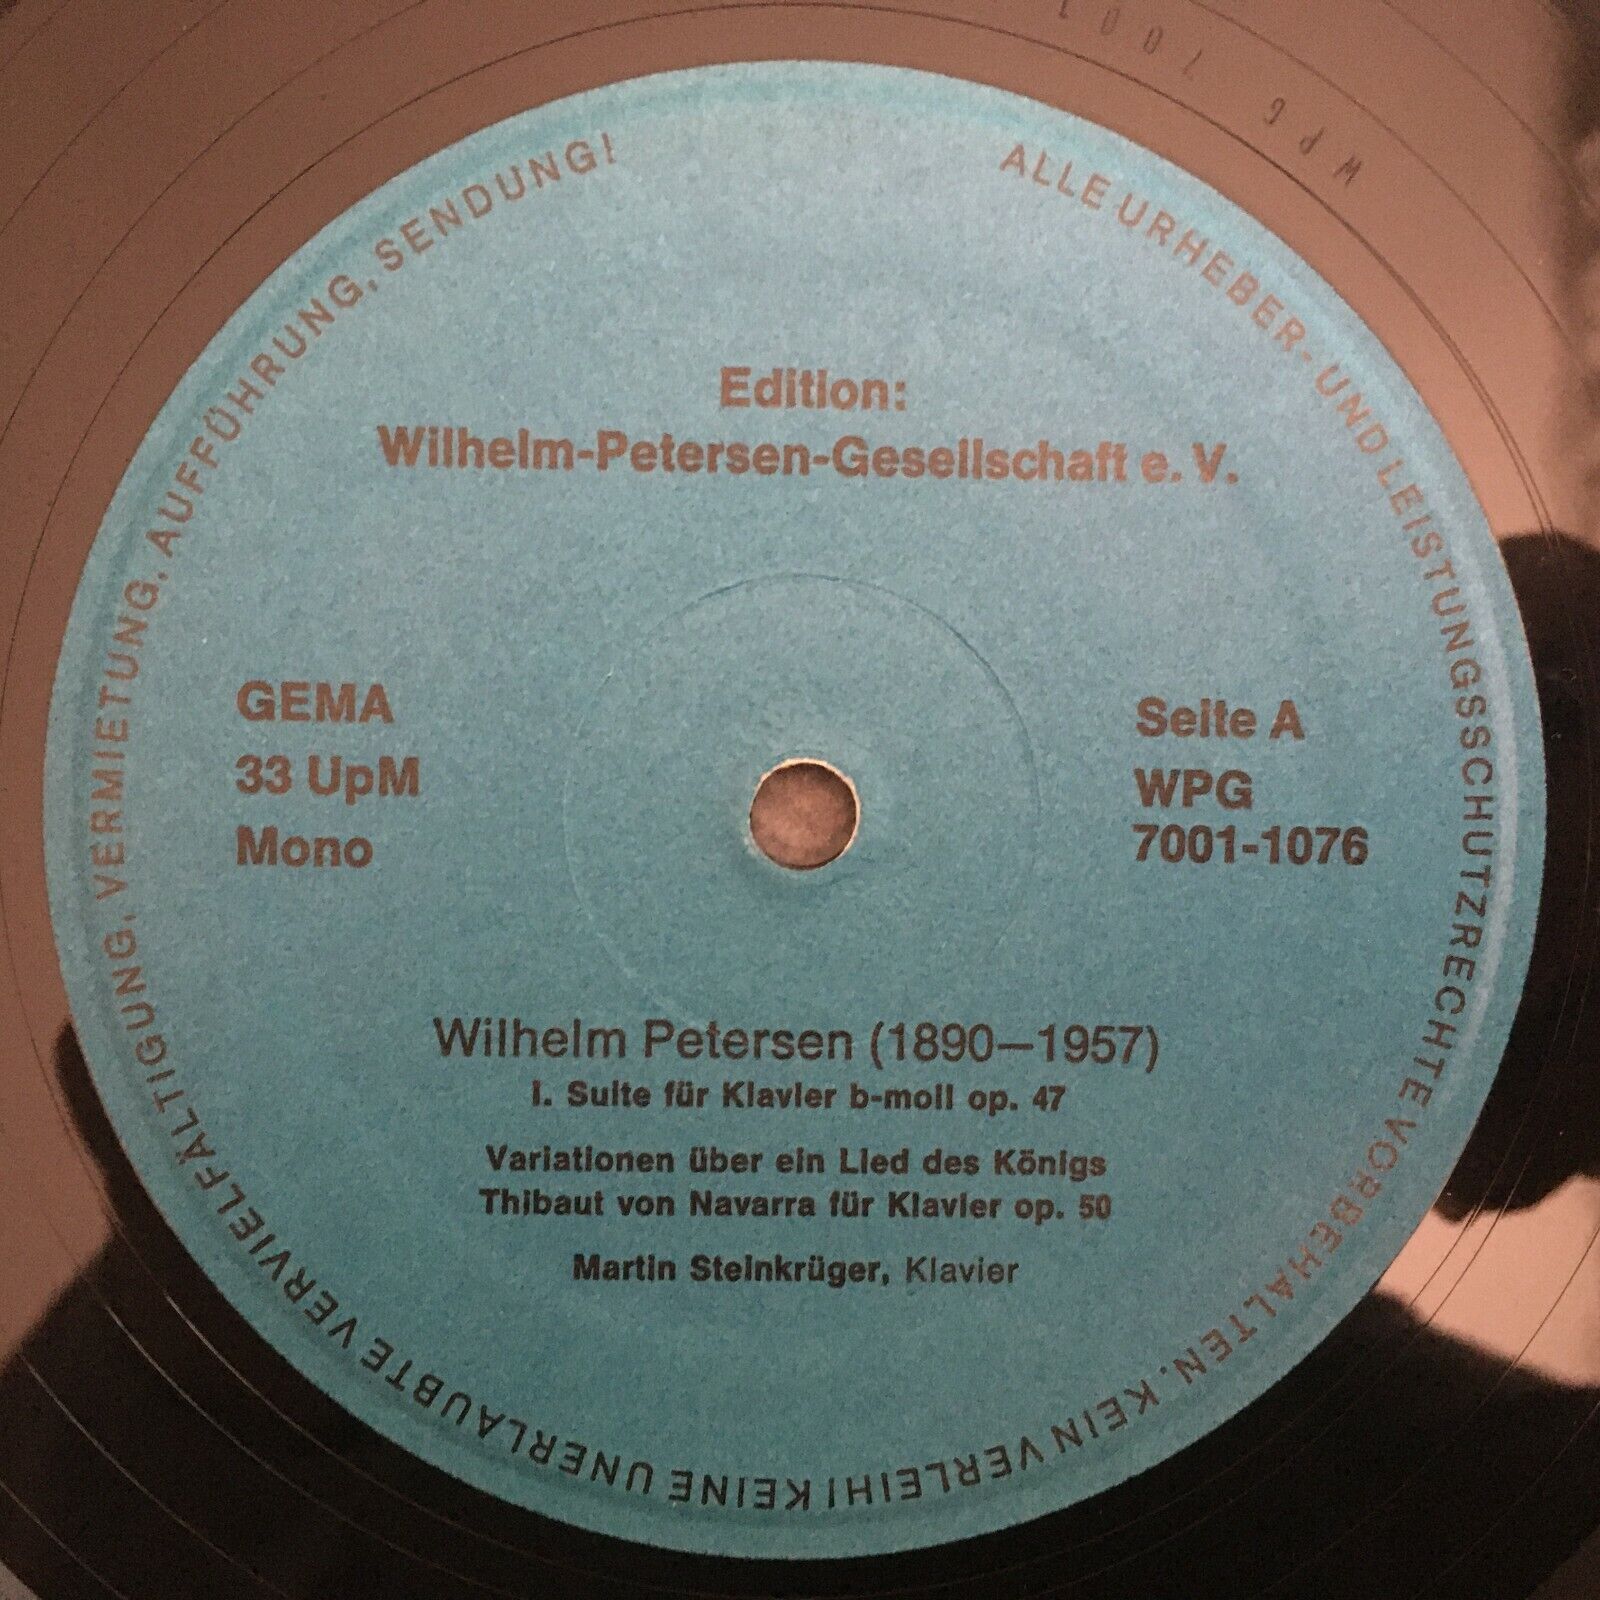 WPG 7001
ALLE URHEBER- UND LEISTUNGSSCHUTZRECHTE VORBEHALTEN. KEIN VERLEIH! KEINE UNERLAUBTE VERVIELFÄLTIGUNG, VERMIETUNG, AUFFÜHRUNG, SENDUNG!
Edition:
Wilhelm-Petersen-Gesellschaft e. V.
GEMA
33 UpM
Mono
Seite A
WPG
7001-1076
Wilhelm Petersen (1890–1957)
I. Suite für Klavier b-moll op. 47
Variationen über ein Lied des Königs
Thibaut von Navarra für Klavier op. 50
Martin Steinkrüger, Klavier